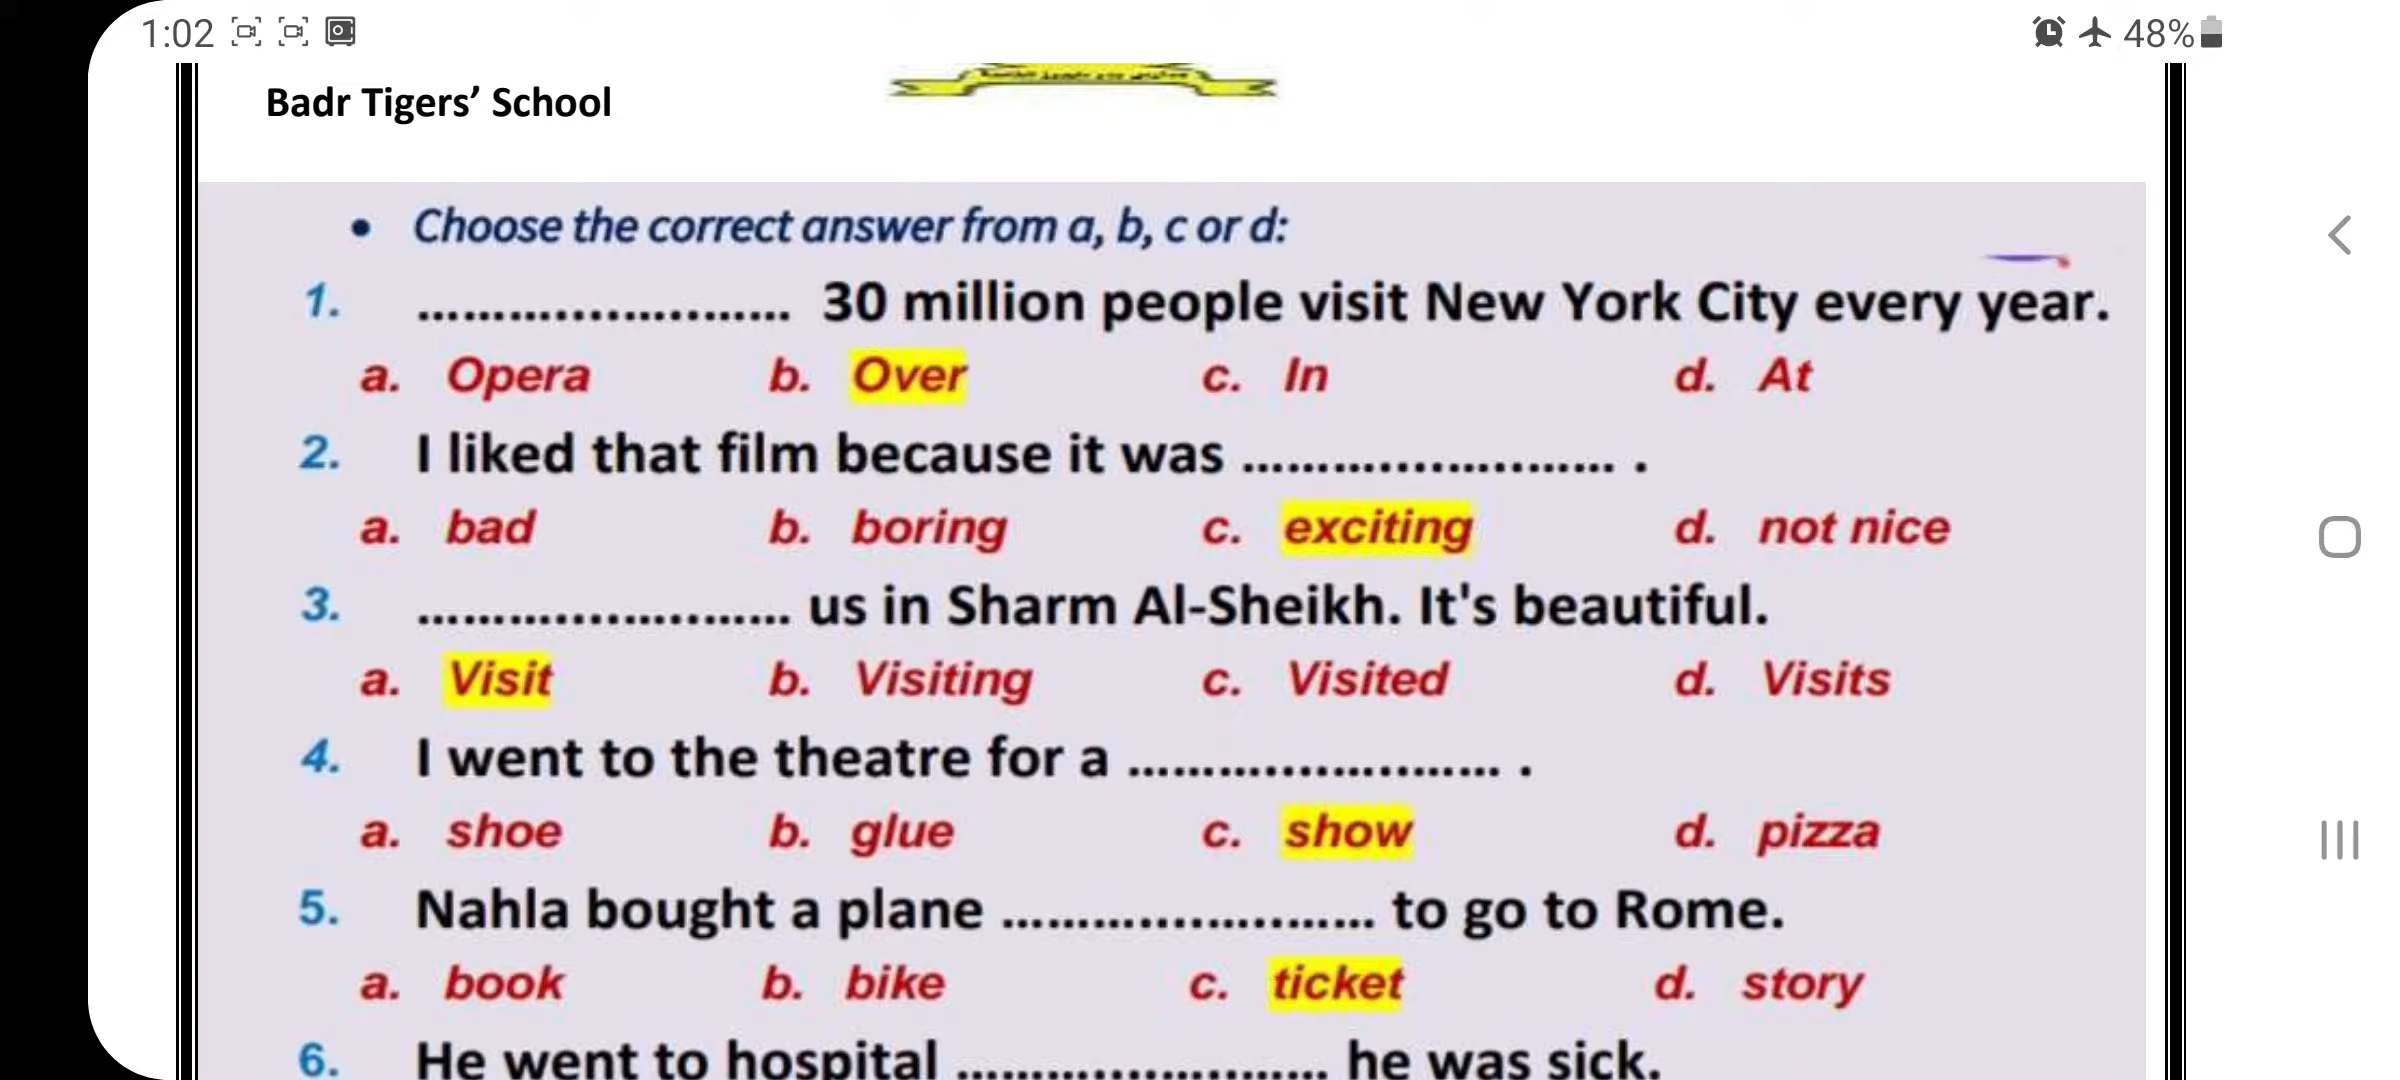 1:02
48%
Badr Tigers’ School
• Choose the correct answer from a, b, c or d:
1. ........................ 30 million people visit New York City every year.
a. Opera b. Over c. In d. At
2. I liked that film because it was ........................ .
a. bad b. boring c. exciting d. not nice
3. ........................ us in Sharm Al-Sheikh. It's beautiful.
a. Visit b. Visiting c. Visited d. Visits
4. I went to the theatre for a ........................ .
a. shoe b. glue c. show d. pizza
5. Nahla bought a plane ........................ to go to Rome.
a. book b. bike c. ticket d. story
6. He went to hospital ........................ he was sick.